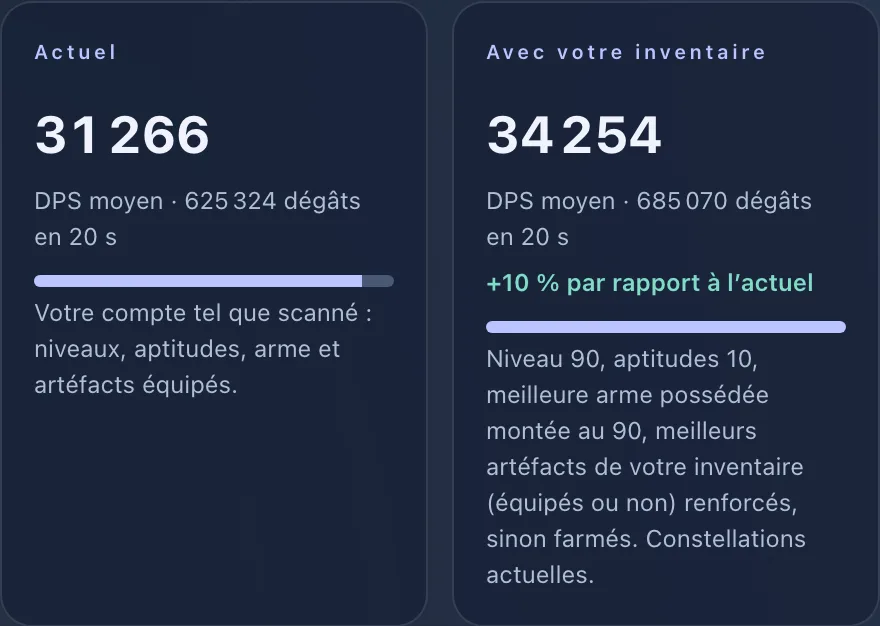 Actuel
31 266
DPS moyen · 625 324 dégâts
en 20 s
Votre compte tel que scanné :
niveaux, aptitudes, arme et
artéfacts équipés.
Avec votre inventaire
34 254
DPS moyen · 685 070 dégâts
en 20 s
+10 % par rapport à l’actuel
Niveau 90, aptitudes 10,
meilleure arme possédée
montée au 90, meilleurs
artéfacts de votre inventaire
(équipés ou non) renforcés,
sinon farmés. Constellations
actuelles.